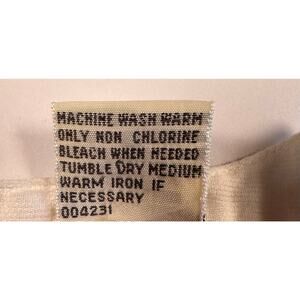 MACHINE WASH WARM
ONLY NON CHLORINE
BLEACH WHEN NEEDED
TUMBLE DRY MEDIUM
WARM IRON IF
NECESSARY
004231